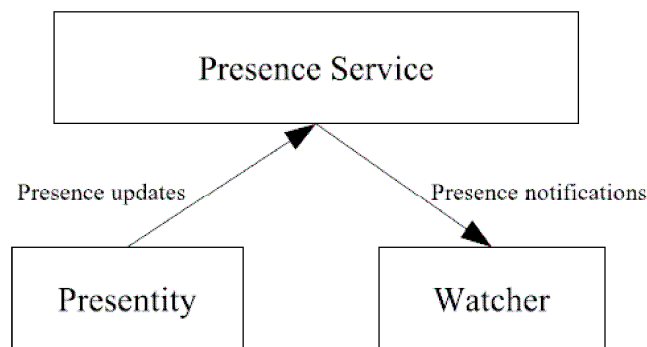 Presence Service
Presence updates
Presence notifications
Presentity
Watcher